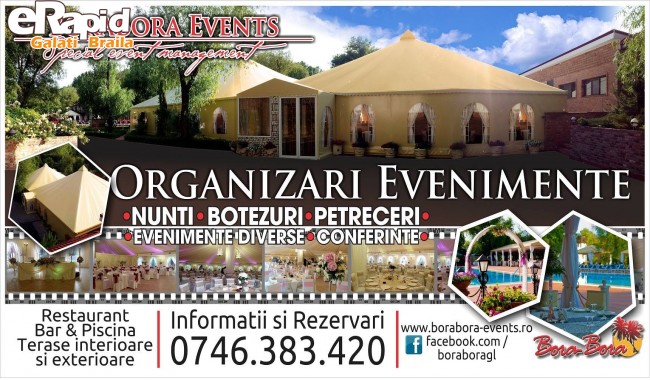 eRapid
Galati Braila
BORA EVENTS
Special event management
ORGANIZARI EVENIMENTE
•NUNTI•BOTEZURI•PETRECERI•
•EVENIMENTE DIVERSE•CONFERINTE•
Restaurant
Bar & Piscina
Terase interioare
si exterioare
Informatii si Rezervari
0746.383.420
www.borabora-events.ro
facebook.com /
boraboragl
Bora-Bora